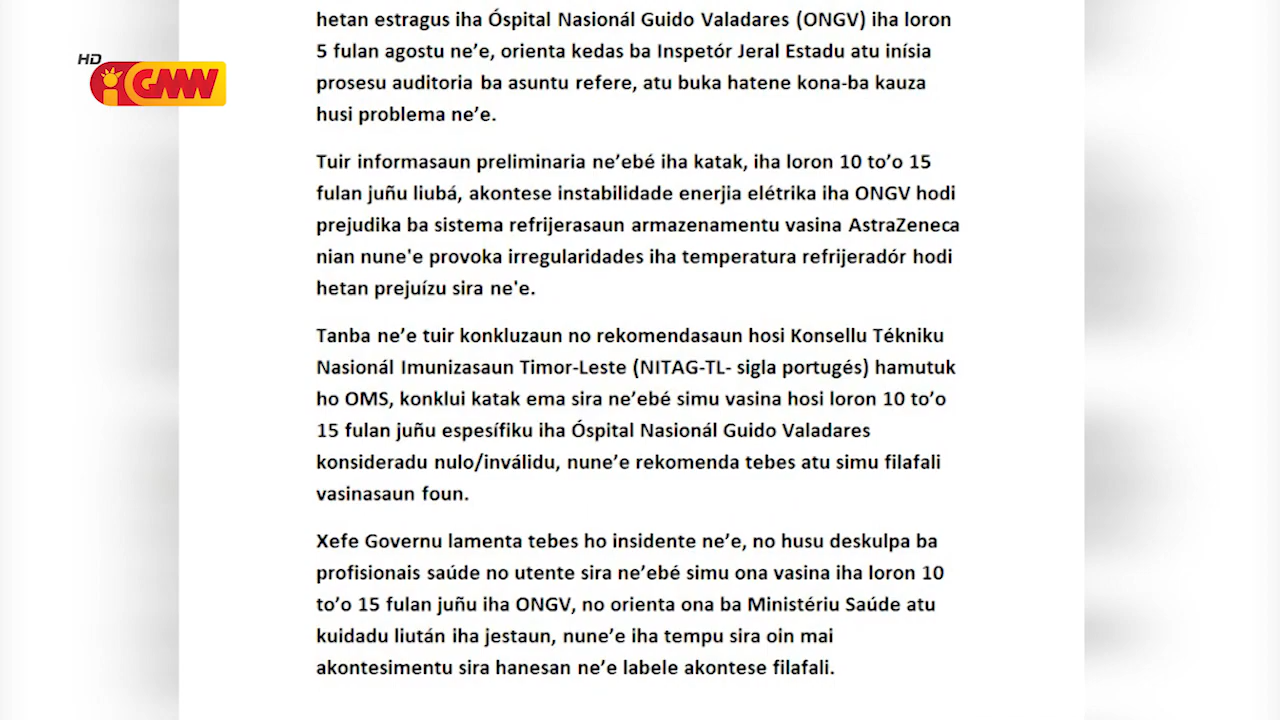 hetan estragus iha Óspital Nasionál Guido Valadares (ONGV) iha loron
5 fulan agostu ne’e, orienta kedas ba Inspetór Jeral Estadu atu inísia
prosesu auditoria ba asuntu refere, atu buka hatene kona-ba kauza
husi problema ne’e.
HD
GMW
Tuir informasaun preliminaria ne’ebé iha katak, iha loron 10 to’o 15
fulan juñu liubá, akontese instabilidade enerjia elétrika iha ONGV hodi
prejudika ba sistema refrijerasaun armazenamentu vasina AstraZeneca
nian nune'e provoka irregularidades iha temperatura refrijeradór hodi
hetan prejuízu sira ne'e.
Tanba ne’e tuir konkluzaun no rekomendasaun hosi Konsellu Tékniku
Nasionál Imunizasaun Timor-Leste (NITAG-TL- sigla portugés) hamutuk
ho OMS, konklui katak ema sira ne’ebé simu vasina hosi loron 10 to’o
15 fulan juñu espesífiku iha Óspital Nasionál Guido Valadares
konsideradu nulo/inválidu, nune’e rekomenda tebes atu simu filafali
vasinasaun foun.
Xefe Governu lamenta tebes ho insidente ne’e, no husu deskulpa ba
profisionais saúde no utente sira ne’ebé simu ona vasina iha loron 10
to’o 15 fulan juñu iha ONGV, no orienta ona ba Ministériu Saúde atu
kuidadu liután iha jestaun, nune’e iha tempu sira oin mai
akontesimentu sira hanesan ne’e labele akontese filafali.